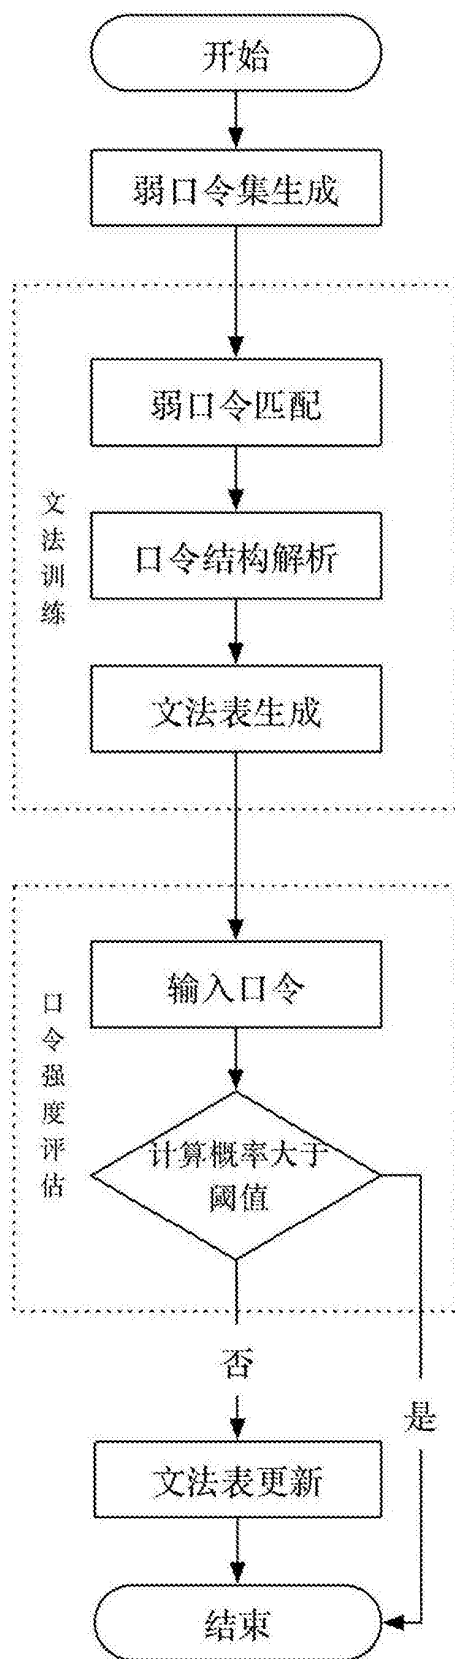 开始
弱口令集生成
文法训练
弱口令匹配
口令结构解析
文法表生成
口令强度评估
输入口令
计算概率大于
阈值
否
是
文法表更新
结束